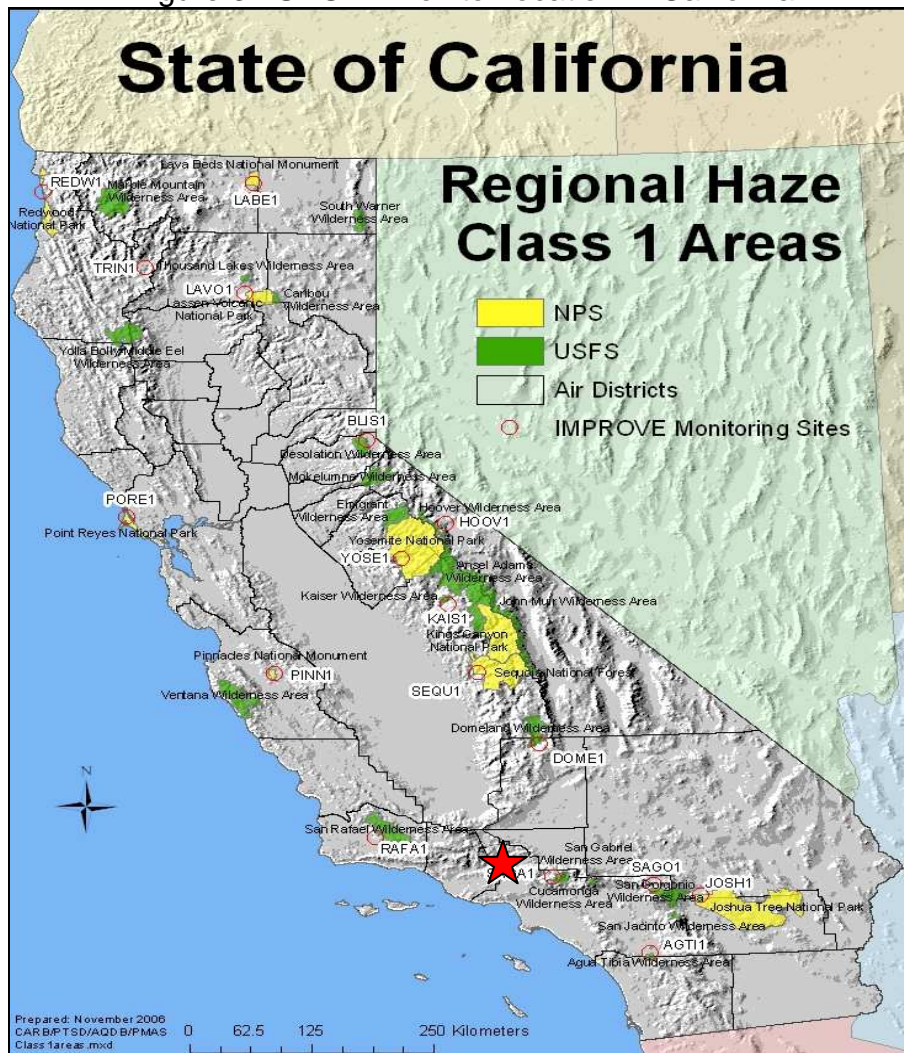 State of California
Regional Haze
Class 1 Areas
NPS
USFS
Air Districts
IMPROVE Monitoring Sites
Lava Beds National Monument
REDW1
Marble Mountain
Wilderness Area
LABE1
South Warner
Wilderness Area
Redwood
National Park
TRIN1
Thousand Lakes Wilderness Area
LAVO1
Lassen Volcanic
National Park
Caribou
Wilderness Area
Yolla Bolly Middle Eel
Wilderness Area
BLIS1
Desolation Wilderness Area
Mokelumne Wilderness Area
PORE1
Point Reyes National Park
Emigrant
Wilderness Area
Hoover Wilderness Area
HOOV1
Yosemite National Park
YOSE1
Ansel Adams
Wilderness Area
Kaiser Wilderness Area
John Muir Wilderness Area
KAIS1
Kings Canyon
National Park
Pinnacles National Monument
PINN1
Sequoia National Forest
SEQU1
Ventana Wilderness Area
Domeland Wilderness Area
DOME1
N
San Rafael Wilderness Area
RAFA1
San Gabriel
Wilderness Area
Cucamonga
Wilderness Area
SAGO1
San Gorgonio
Wilderness Area
JOSH1
Joshua Tree National Park
San Jacinto Wilderness Area
AGTI1
Agua Tibia Wilderness Area
Prepared: November 2006
CARB/PTSD/AQDB/PMAS
Class1areas.mxd
0 62.5 125 250 Kilometers